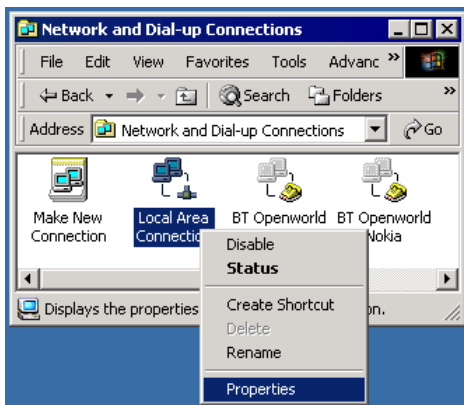 Network and Dial-up Connections
File Edit View Favorites Tools Advanc »
Back Search Folders »
Address Network and Dial-up Connections Go
Make New Connection
Local Area Connectio
BT Openworld
BT Openworld Nokia
Disable
Status
Create Shortcut
Delete
Rename
Properties
Displays the properties on.